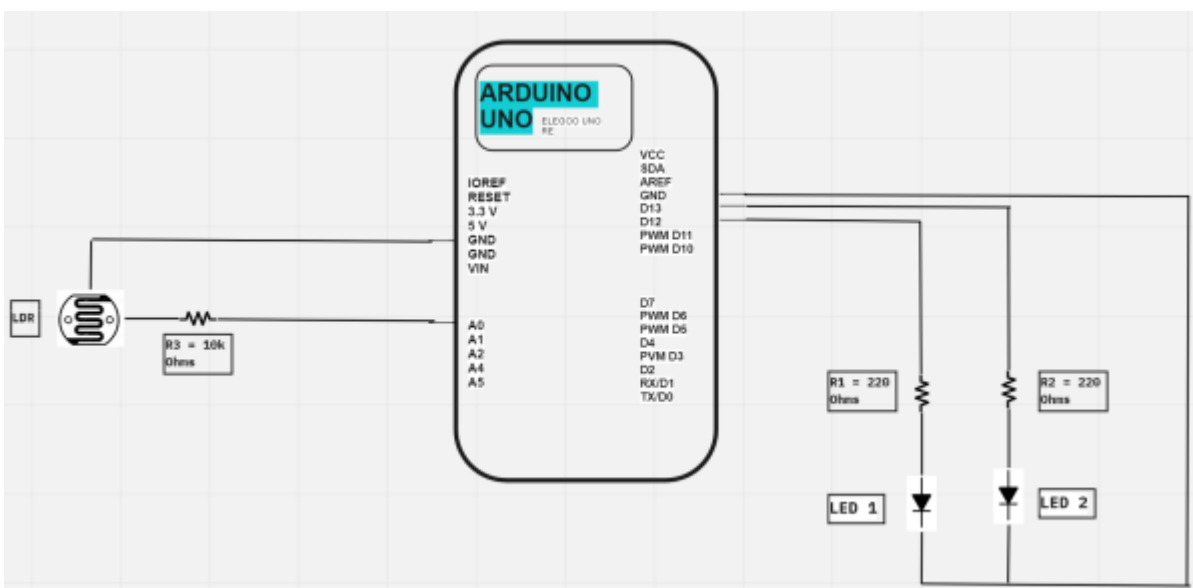 ARDUINO
UNO
ELEGOO UNO
RE
IOREF
RESET
3.3 V
5 V
GND
GND
VIN
A0
A1
A2
A4
A5
VCC
SDA
AREF
GND
D13
D12
PWM D11
PWM D10
D7
PWM D6
PWM D5
D4
PVM D3
D2
RX/D1
TX/D0
LDR
R3 = 10k
Ohms
R1 = 220
Ohms
R2 = 220
Ohms
LED 1
LED 2